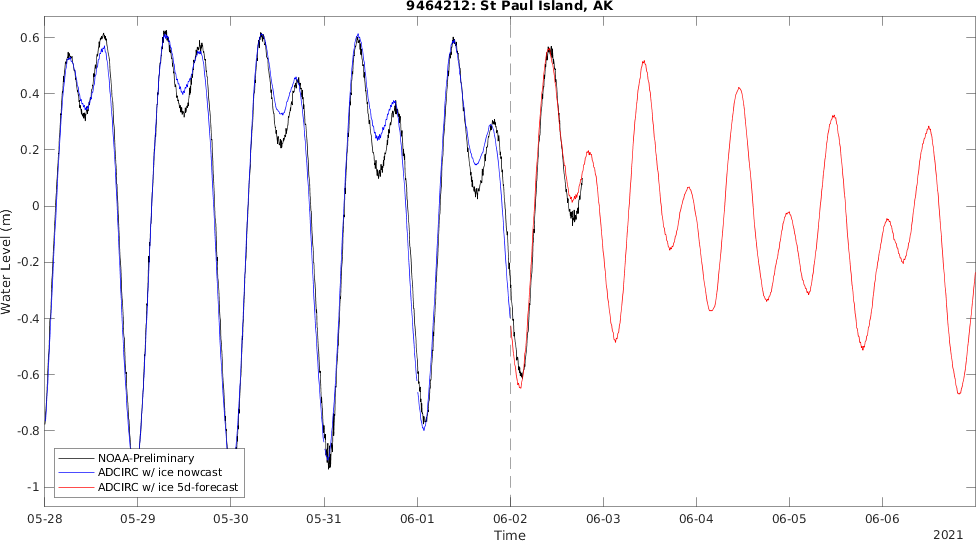 9464212: St Paul Island, AK
Water Level (m)
0.6
0.4
0.2
0
-0.2
-0.4
-0.6
-0.8
-1
NOAA-Preliminary
ADCIRC w/ ice nowcast
ADCIRC w/ ice 5d-forecast
05-28 05-29 05-30 05-31 06-01 06-02 06-03 06-04 06-05 06-06
Time
2021